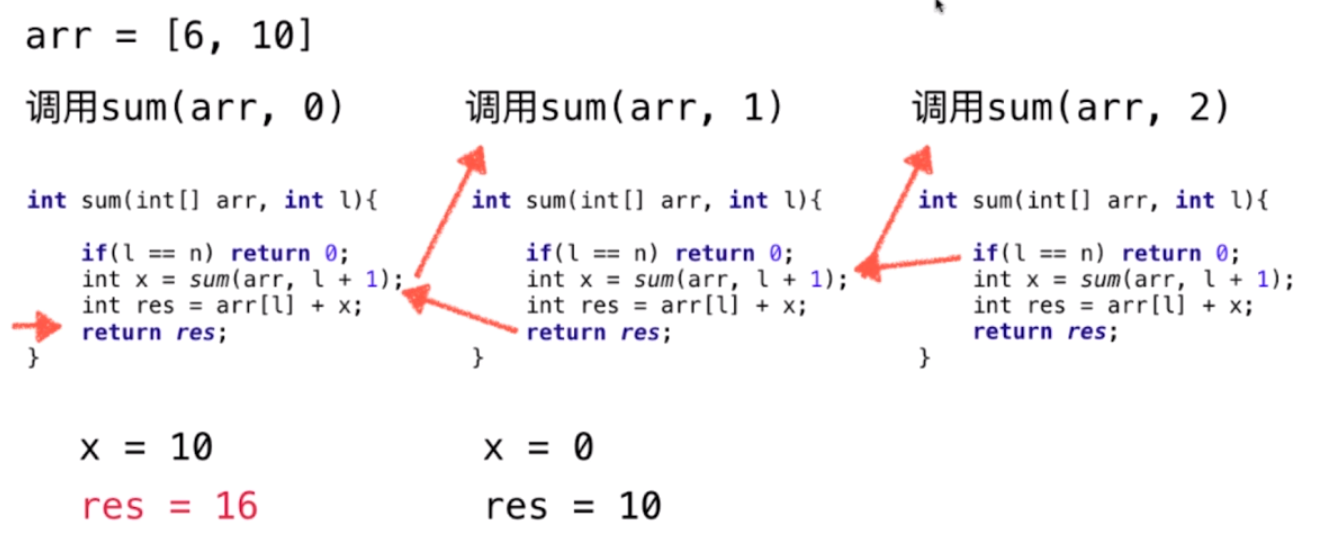 arr = [6, 10]
调用sum(arr, 0)
int sum(int[] arr, int l){
if(l == n) return 0;
int x = sum(arr, l + 1);
int res = arr[l] + x;
return res;
}
x = 10
res = 16
调用sum(arr, 1)
int sum(int[] arr, int l){
if(l == n) return 0;
int x = sum(arr, l + 1);
int res = arr[l] + x;
return res;
}
x = 0
res = 10
调用sum(arr, 2)
int sum(int[] arr, int l){
if(l == n) return 0;
int x = sum(arr, l + 1);
int res = arr[l] + x;
return res;
}